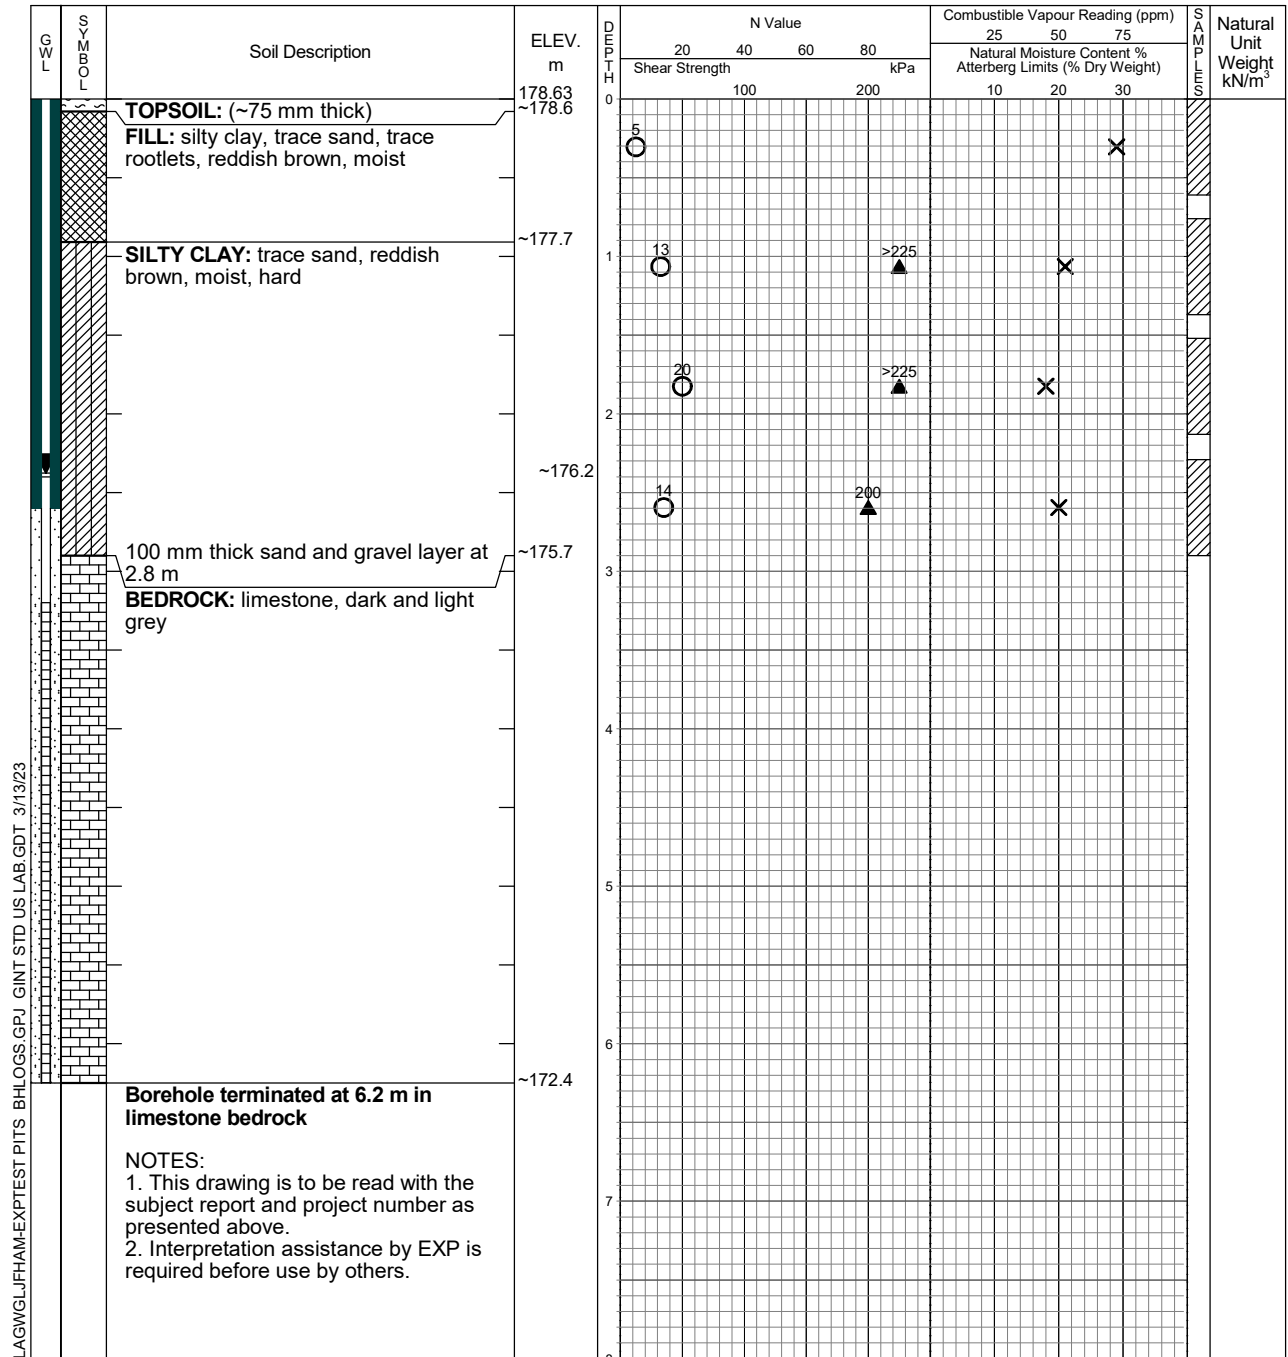 GWL
SYMBOL
Soil Description
ELEV.
m
DEPTH
N Value
20 40 60 80
Shear Strength kPa
100 200
Combustible Vapour Reading (ppm)
25 50 75
Natural Moisture Content %
Atterberg Limits (% Dry Weight)
10 20 30
SAMPLES
Natural
Unit
Weight
kN/m³
178.63
0
TOPSOIL: (~75 mm thick)
~178.6
FILL: silty clay, trace sand, trace
rootlets, reddish brown, moist
5
~177.7
SILTY CLAY: trace sand, reddish
brown, moist, hard
1
13
>225
20
>225
2
~176.2
14
200
100 mm thick sand and gravel layer at
2.8 m
~175.7
3
BEDROCK: limestone, dark and light
grey
4
5
6
~172.4
Borehole terminated at 6.2 m in
limestone bedrock
NOTES:
1. This drawing is to be read with the
subject report and project number as
presented above.
2. Interpretation assistance by EXP is
required before use by others.
7
LAGWGLJFHAM-EXPTEST PITS BHLOGS.GPJ GINT STD US LAB.GDT 3/13/23